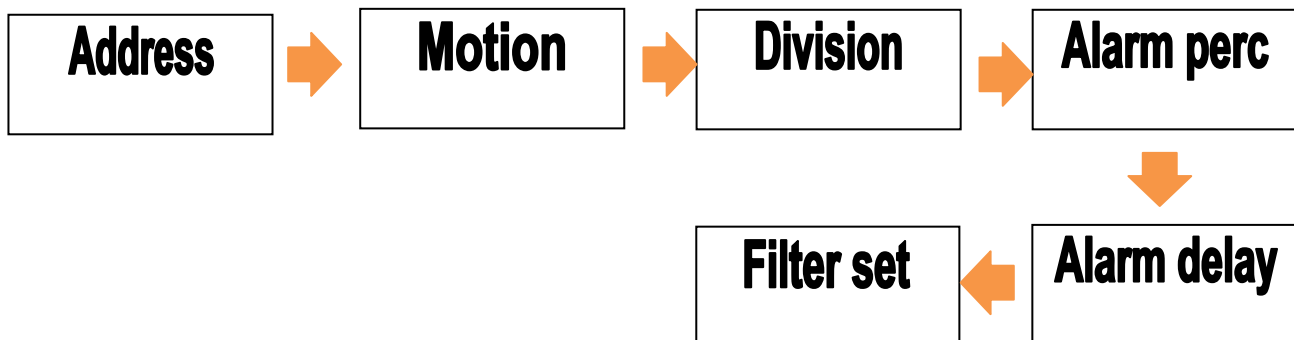 Address
Motion
Division
Alarm perc
Alarm delay
Filter set